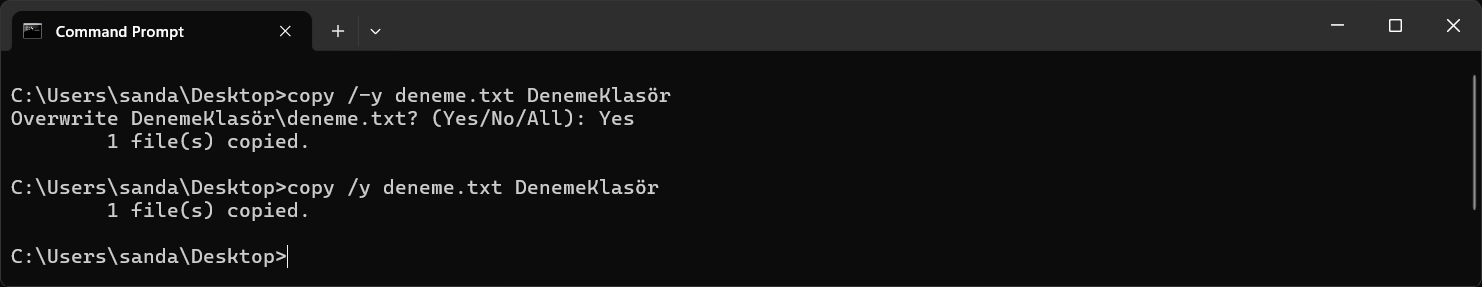 Command Prompt
C:\Users\sanda\Desktop>copy /-y deneme.txt DenemeKlasör
Overwrite DenemeKlasör\deneme.txt? (Yes/No/All): Yes
        1 file(s) copied.
C:\Users\sanda\Desktop>copy /y deneme.txt DenemeKlasör
        1 file(s) copied.
C:\Users\sanda\Desktop>